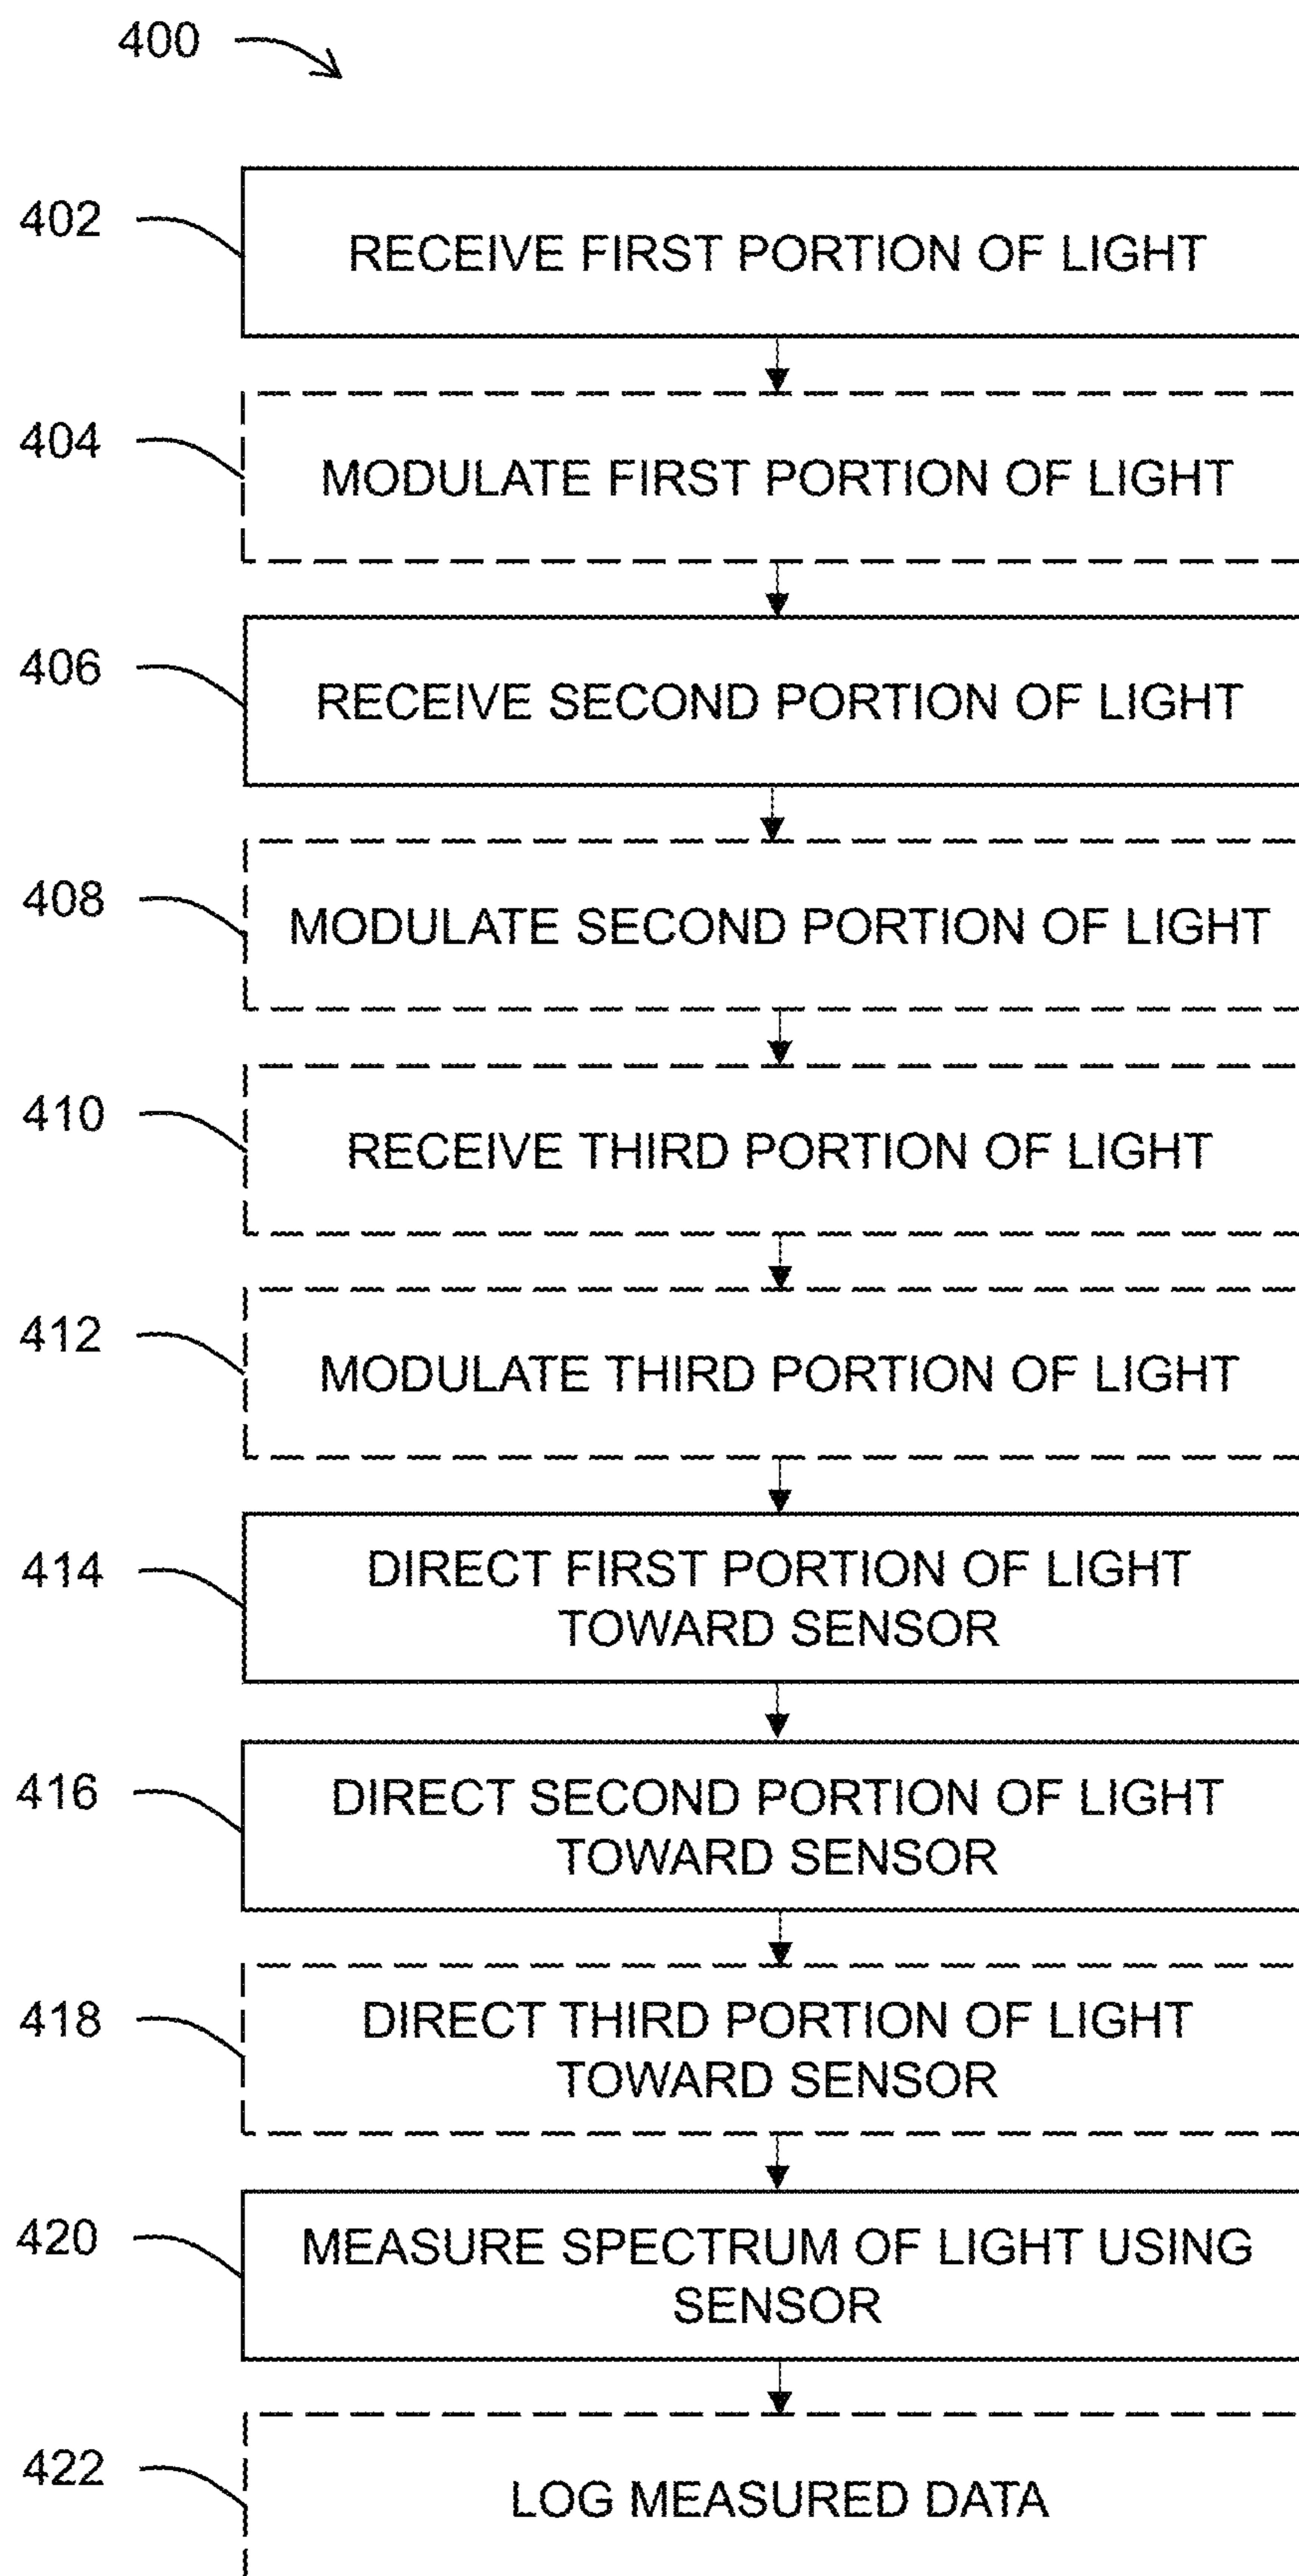 400
402
RECEIVE FIRST PORTION OF LIGHT
404
MODULATE FIRST PORTION OF LIGHT
406
RECEIVE SECOND PORTION OF LIGHT
408
MODULATE SECOND PORTION OF LIGHT
410
RECEIVE THIRD PORTION OF LIGHT
412
MODULATE THIRD PORTION OF LIGHT
414
DIRECT FIRST PORTION OF LIGHT
TOWARD SENSOR
416
DIRECT SECOND PORTION OF LIGHT
TOWARD SENSOR
418
DIRECT THIRD PORTION OF LIGHT
TOWARD SENSOR
420
MEASURE SPECTRUM OF LIGHT USING
SENSOR
422
LOG MEASURED DATA